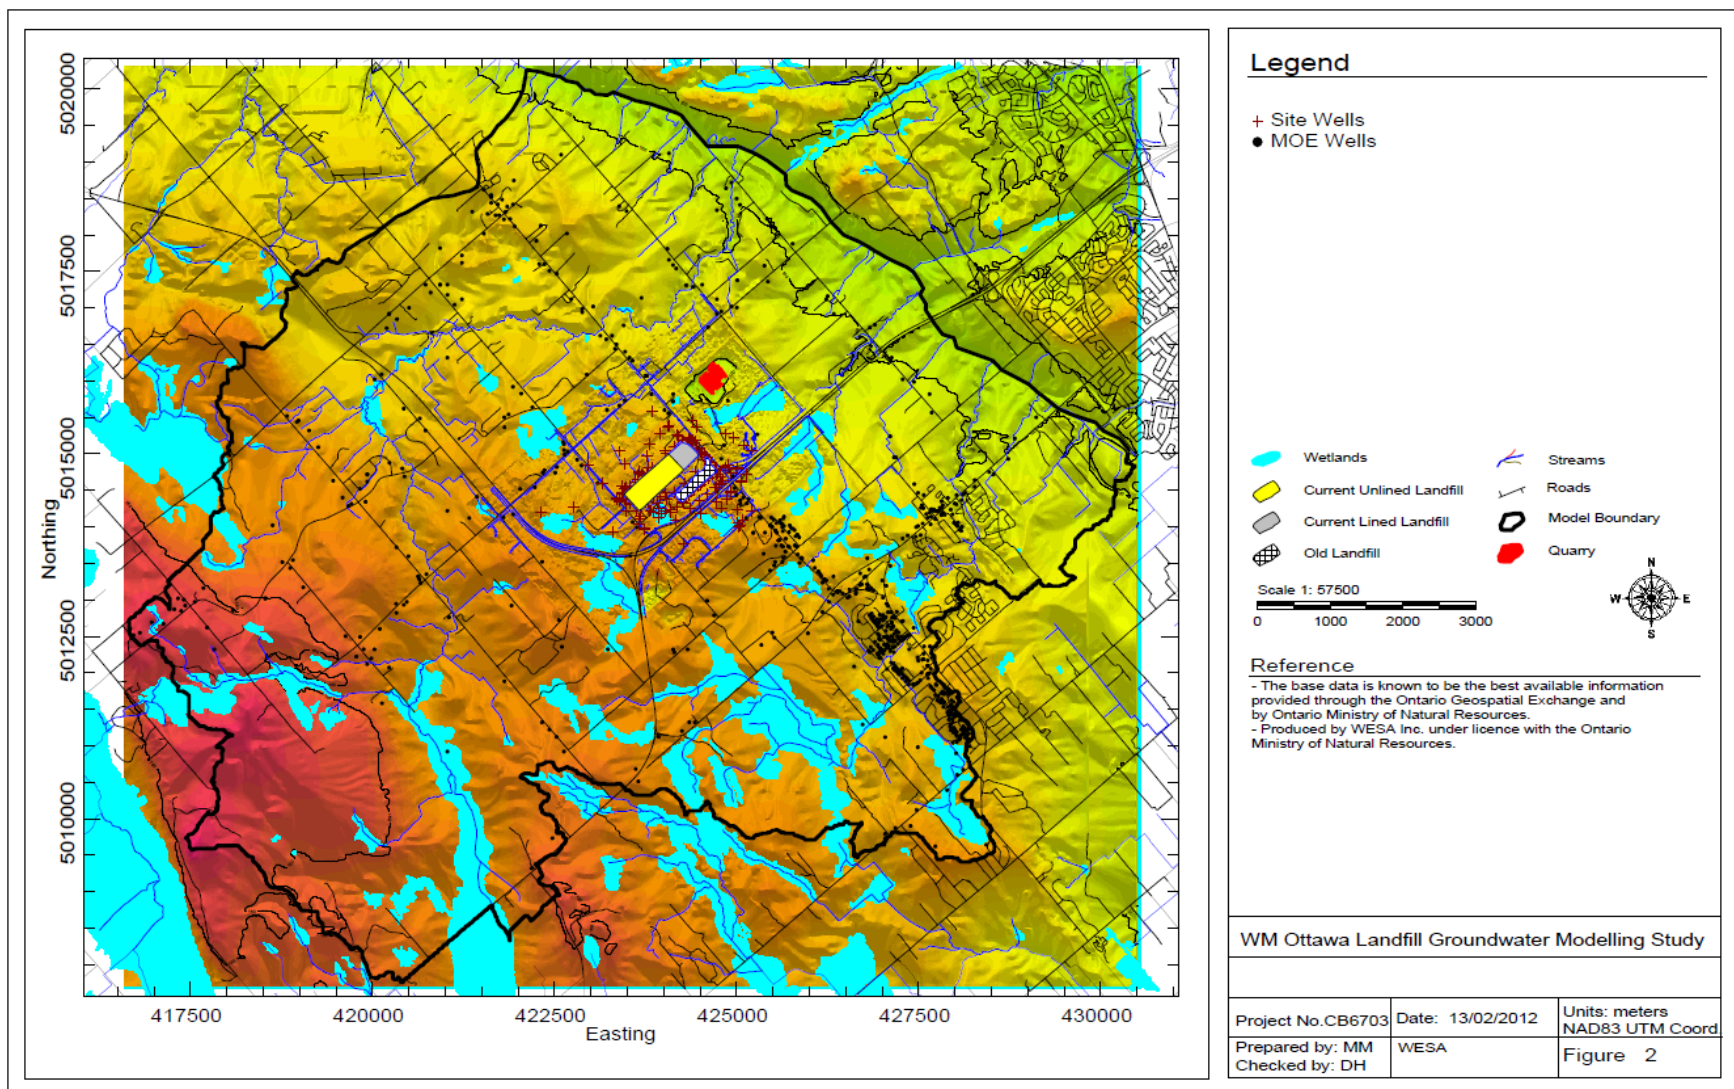 5020000
5017500
5015000
5012500
5010000
Northing
417500
420000
422500
425000
427500
430000
Easting
Legend
Site Wells
MOE Wells
Wetlands
Streams
Current Unlined Landfill
Roads
Current Lined Landfill
Model Boundary
Old Landfill
Quarry
Scale 1: 57500
0 1000 2000 3000
N
W E
S
Reference
- The base data is known to be the best available information
provided through the Ontario Geospatial Exchange and
by Ontario Ministry of Natural Resources.
- Produced by WESA Inc. under licence with the Ontario
Ministry of Natural Resources.
WM Ottawa Landfill Groundwater Modelling Study
Project No.CB6703
Date: 13/02/2012
Units: meters
NAD83 UTM Coord.
Prepared by: MM
Checked by: DH
WESA
Figure 2